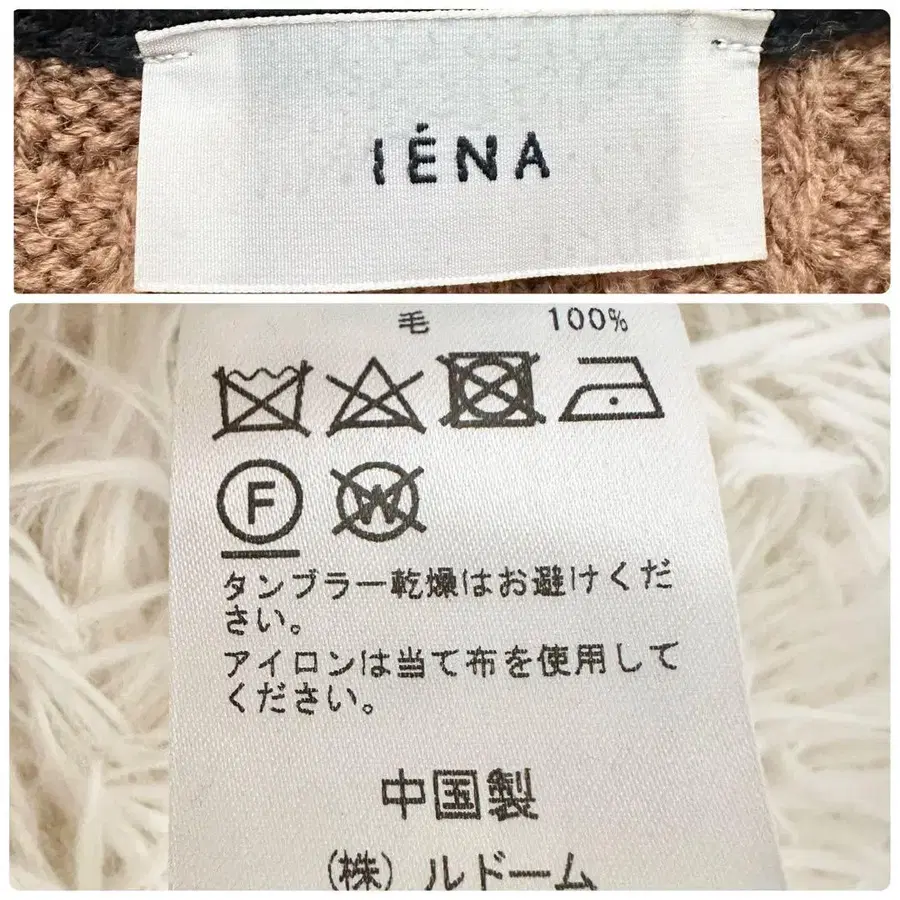 IÉNA
毛 100%
F
W
タンブラー乾燥はお避けくだ
さい。
アイロンは当て布を使用して
ください。
中国製
(株) ルドーム